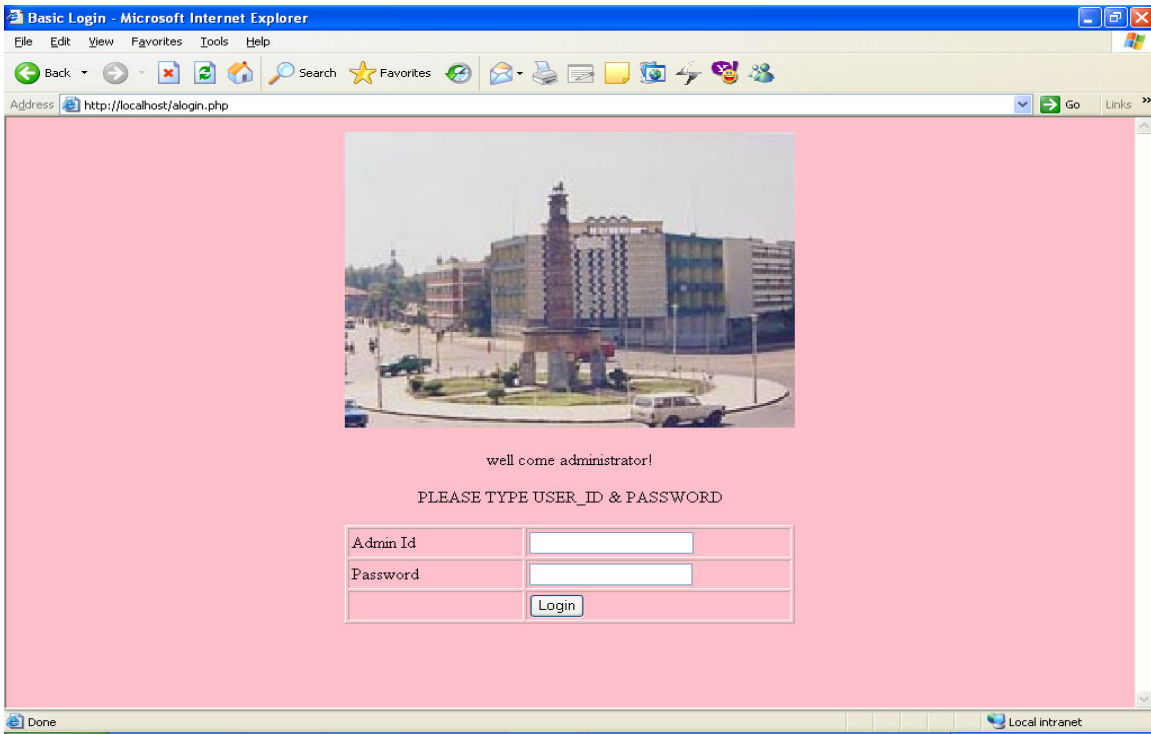 Basic Login - Microsoft Internet Explorer
File Edit View Favorites Tools Help
Back Search Favorites
Address http://localhost/alogin.php Go Links »
well come administrator!
PLEASE TYPE USER_ID & PASSWORD
Admin Id
Password
Login
Done Local intranet